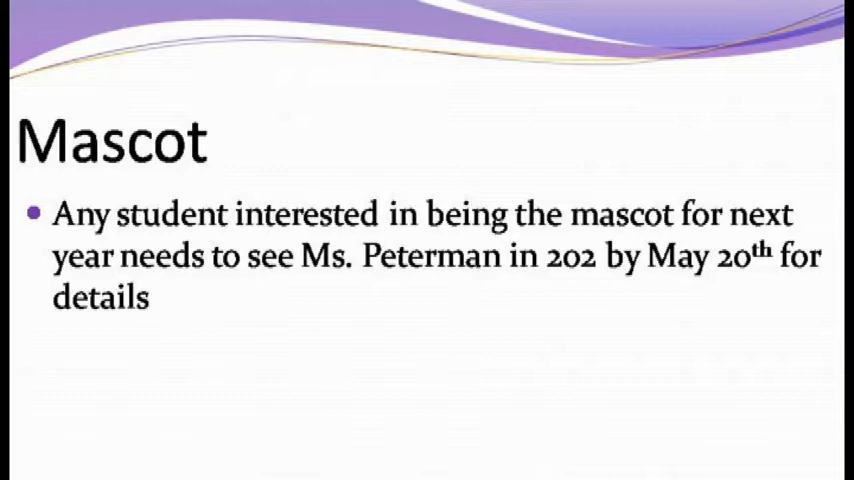 Mascot
Any student interested in being the mascot for next
year needs to see Ms. Peterman in 202 by May 20th for
details